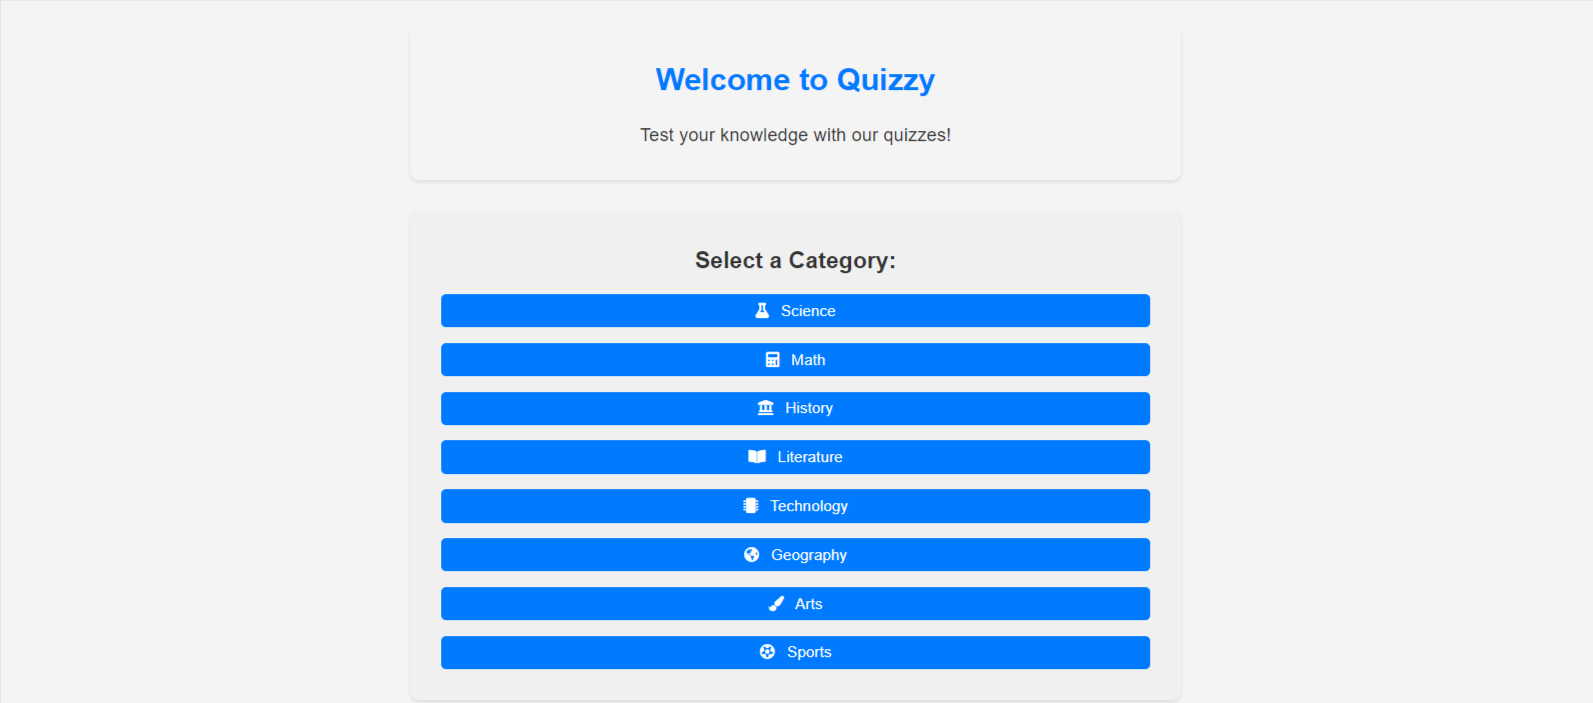 Welcome to Quizzy
Test your knowledge with our quizzes!
Select a Category:
Science
Math
History
Literature
Technology
Geography
Arts
Sports